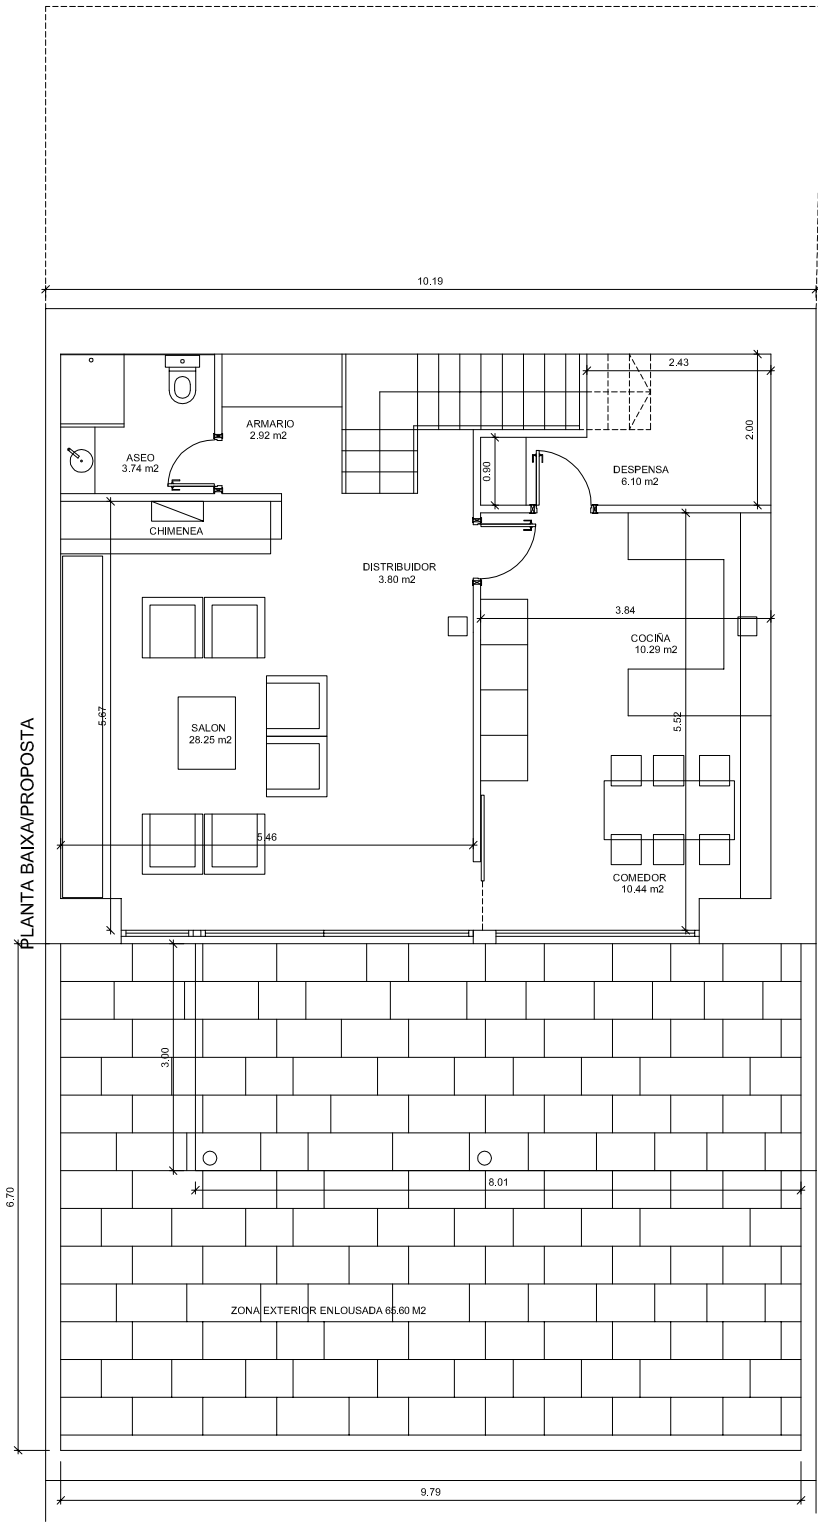 10.19
2.43
2.00
ARMARIO
2.92 m2
ASEO
3.74 m2
0.90
DESPENSA
6.10 m2
CHIMENEA
DISTRIBUIDOR
3.80 m2
3.84
COCIÑA
10.29 m2
5.67
SALON
28.25 m2
5.52
PLANTA BAIXA/PROPOSTA
5.46
COMEDOR
10.44 m2
3.00
6.70
8.01
ZONA EXTERIOR ENLOUSADA 65.60 M2
9.79